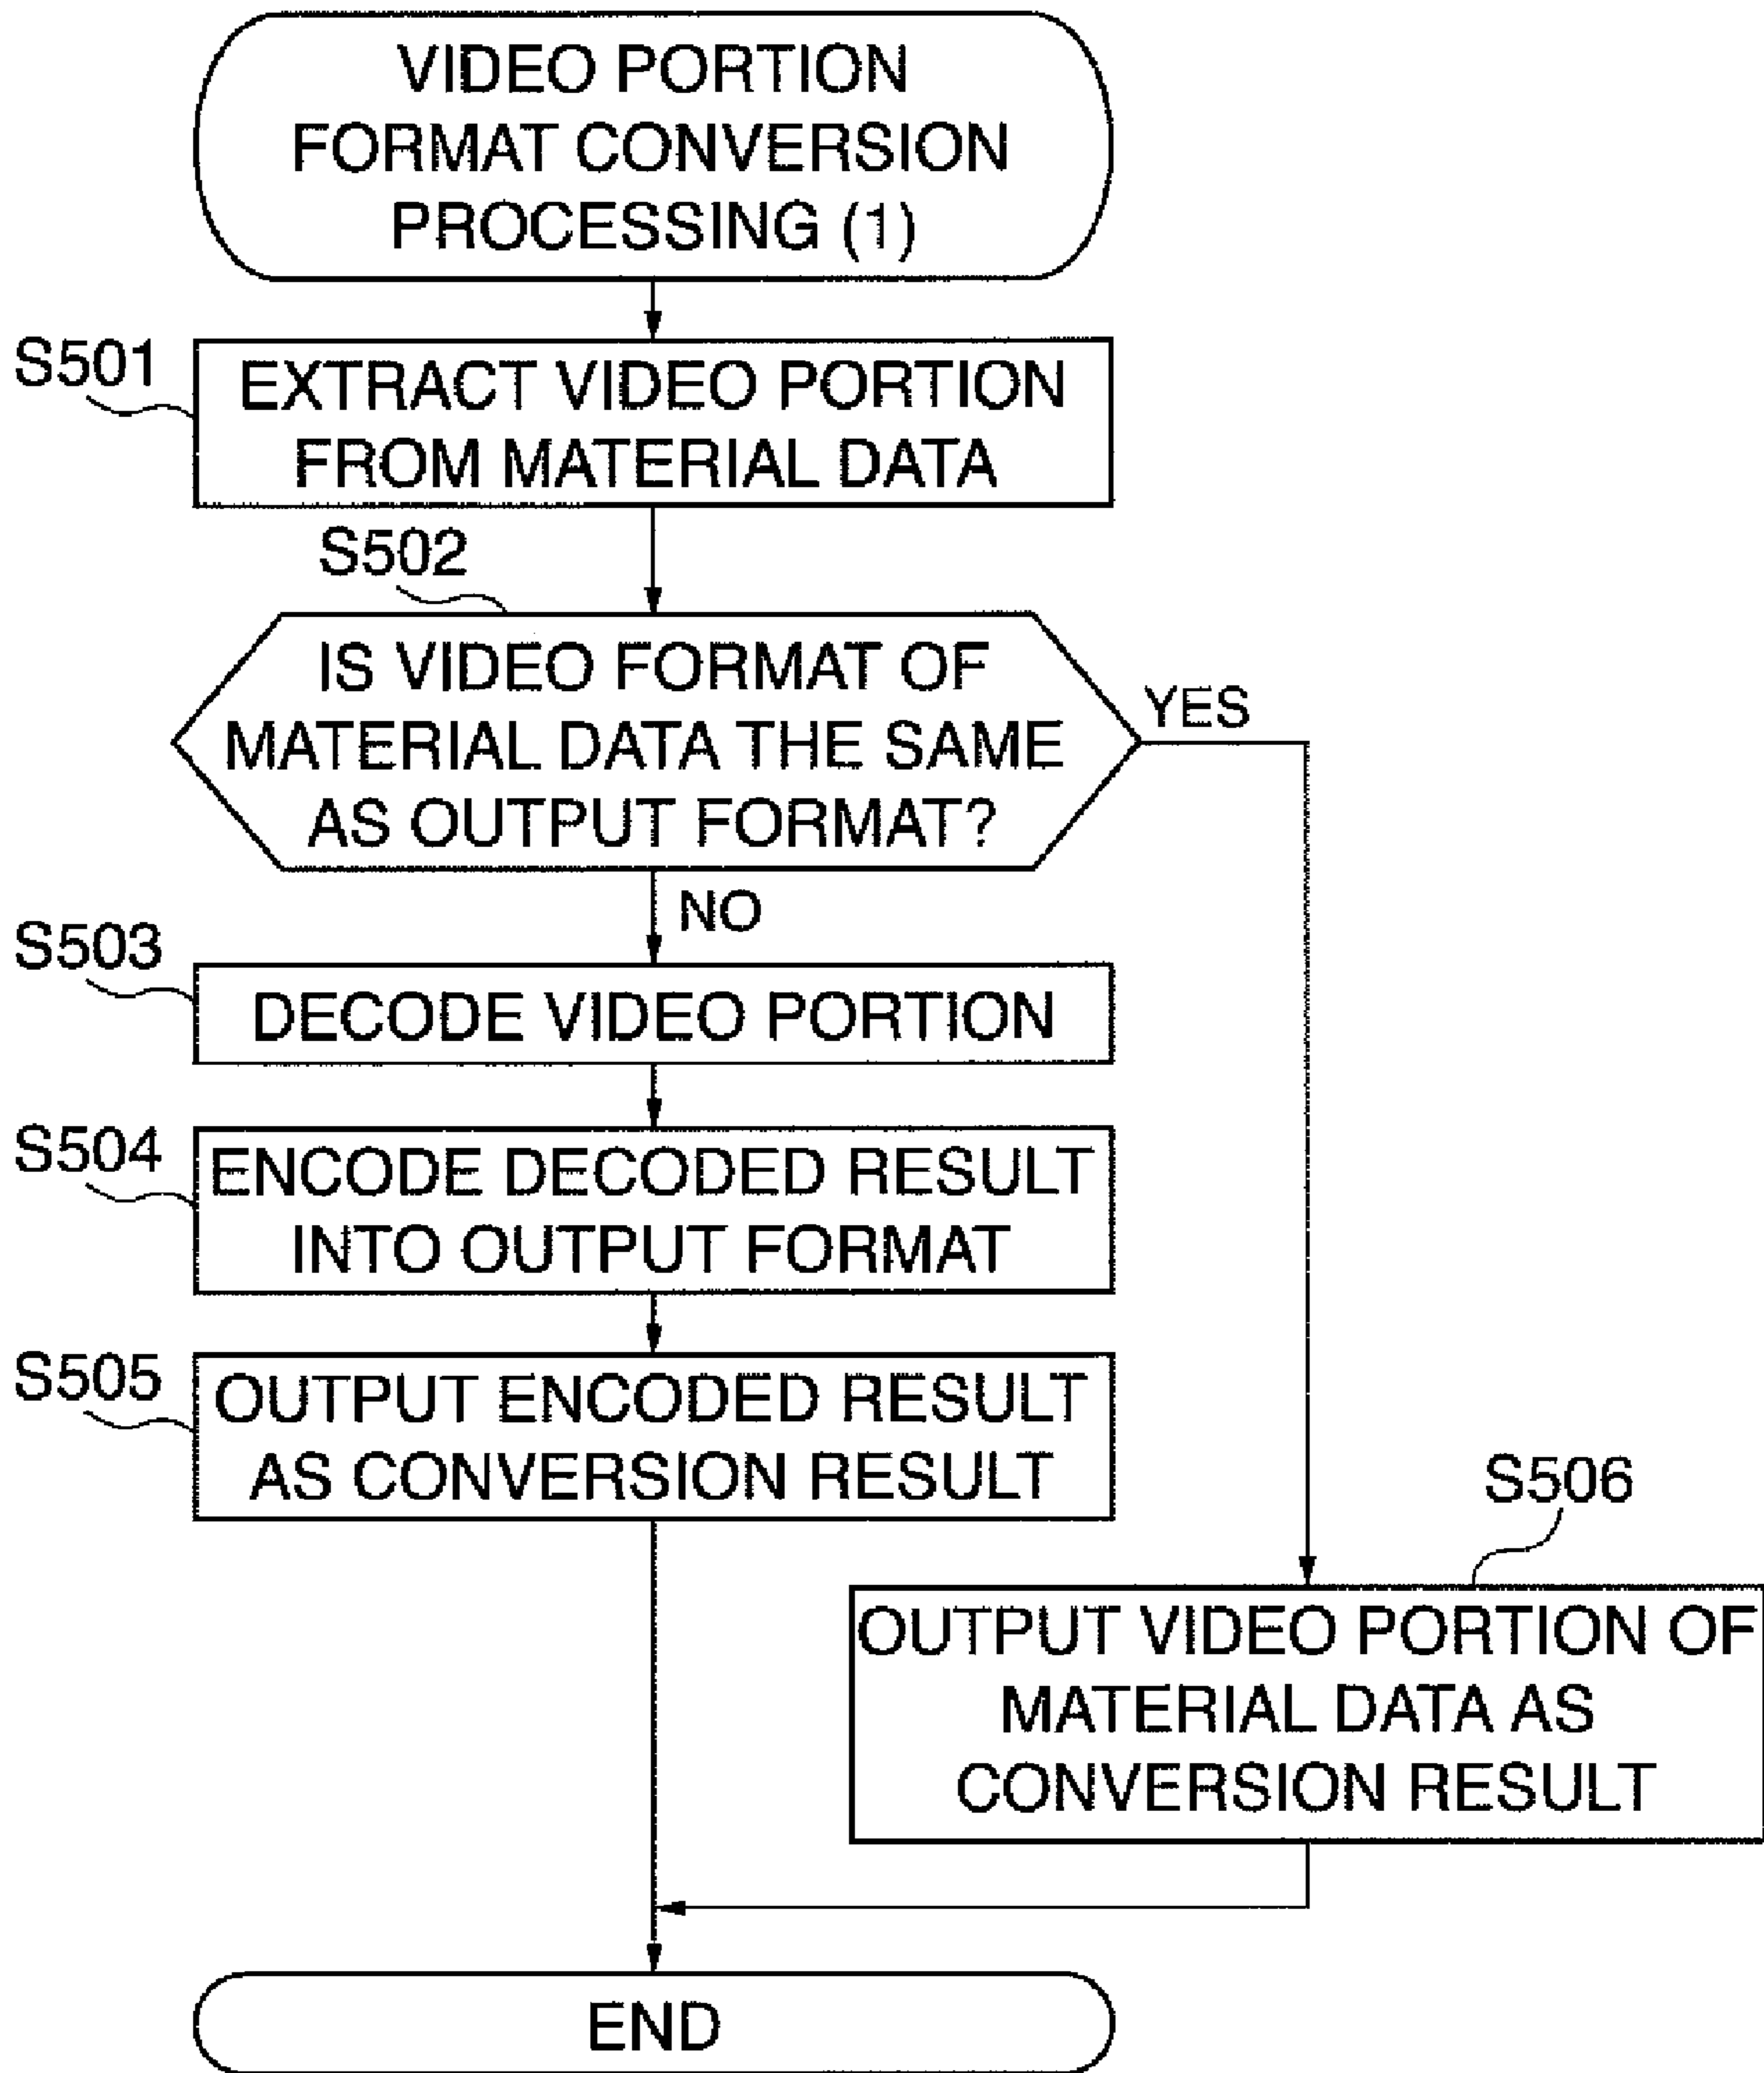 VIDEO PORTION
FORMAT CONVERSION
PROCESSING (1)
S501
EXTRACT VIDEO PORTION
FROM MATERIAL DATA
S502
IS VIDEO FORMAT OF
MATERIAL DATA THE SAME
AS OUTPUT FORMAT?
YES
NO
S503
DECODE VIDEO PORTION
S504
ENCODE DECODED RESULT
INTO OUTPUT FORMAT
S505
OUTPUT ENCODED RESULT
AS CONVERSION RESULT
S506
OUTPUT VIDEO PORTION OF
MATERIAL DATA AS
CONVERSION RESULT
END